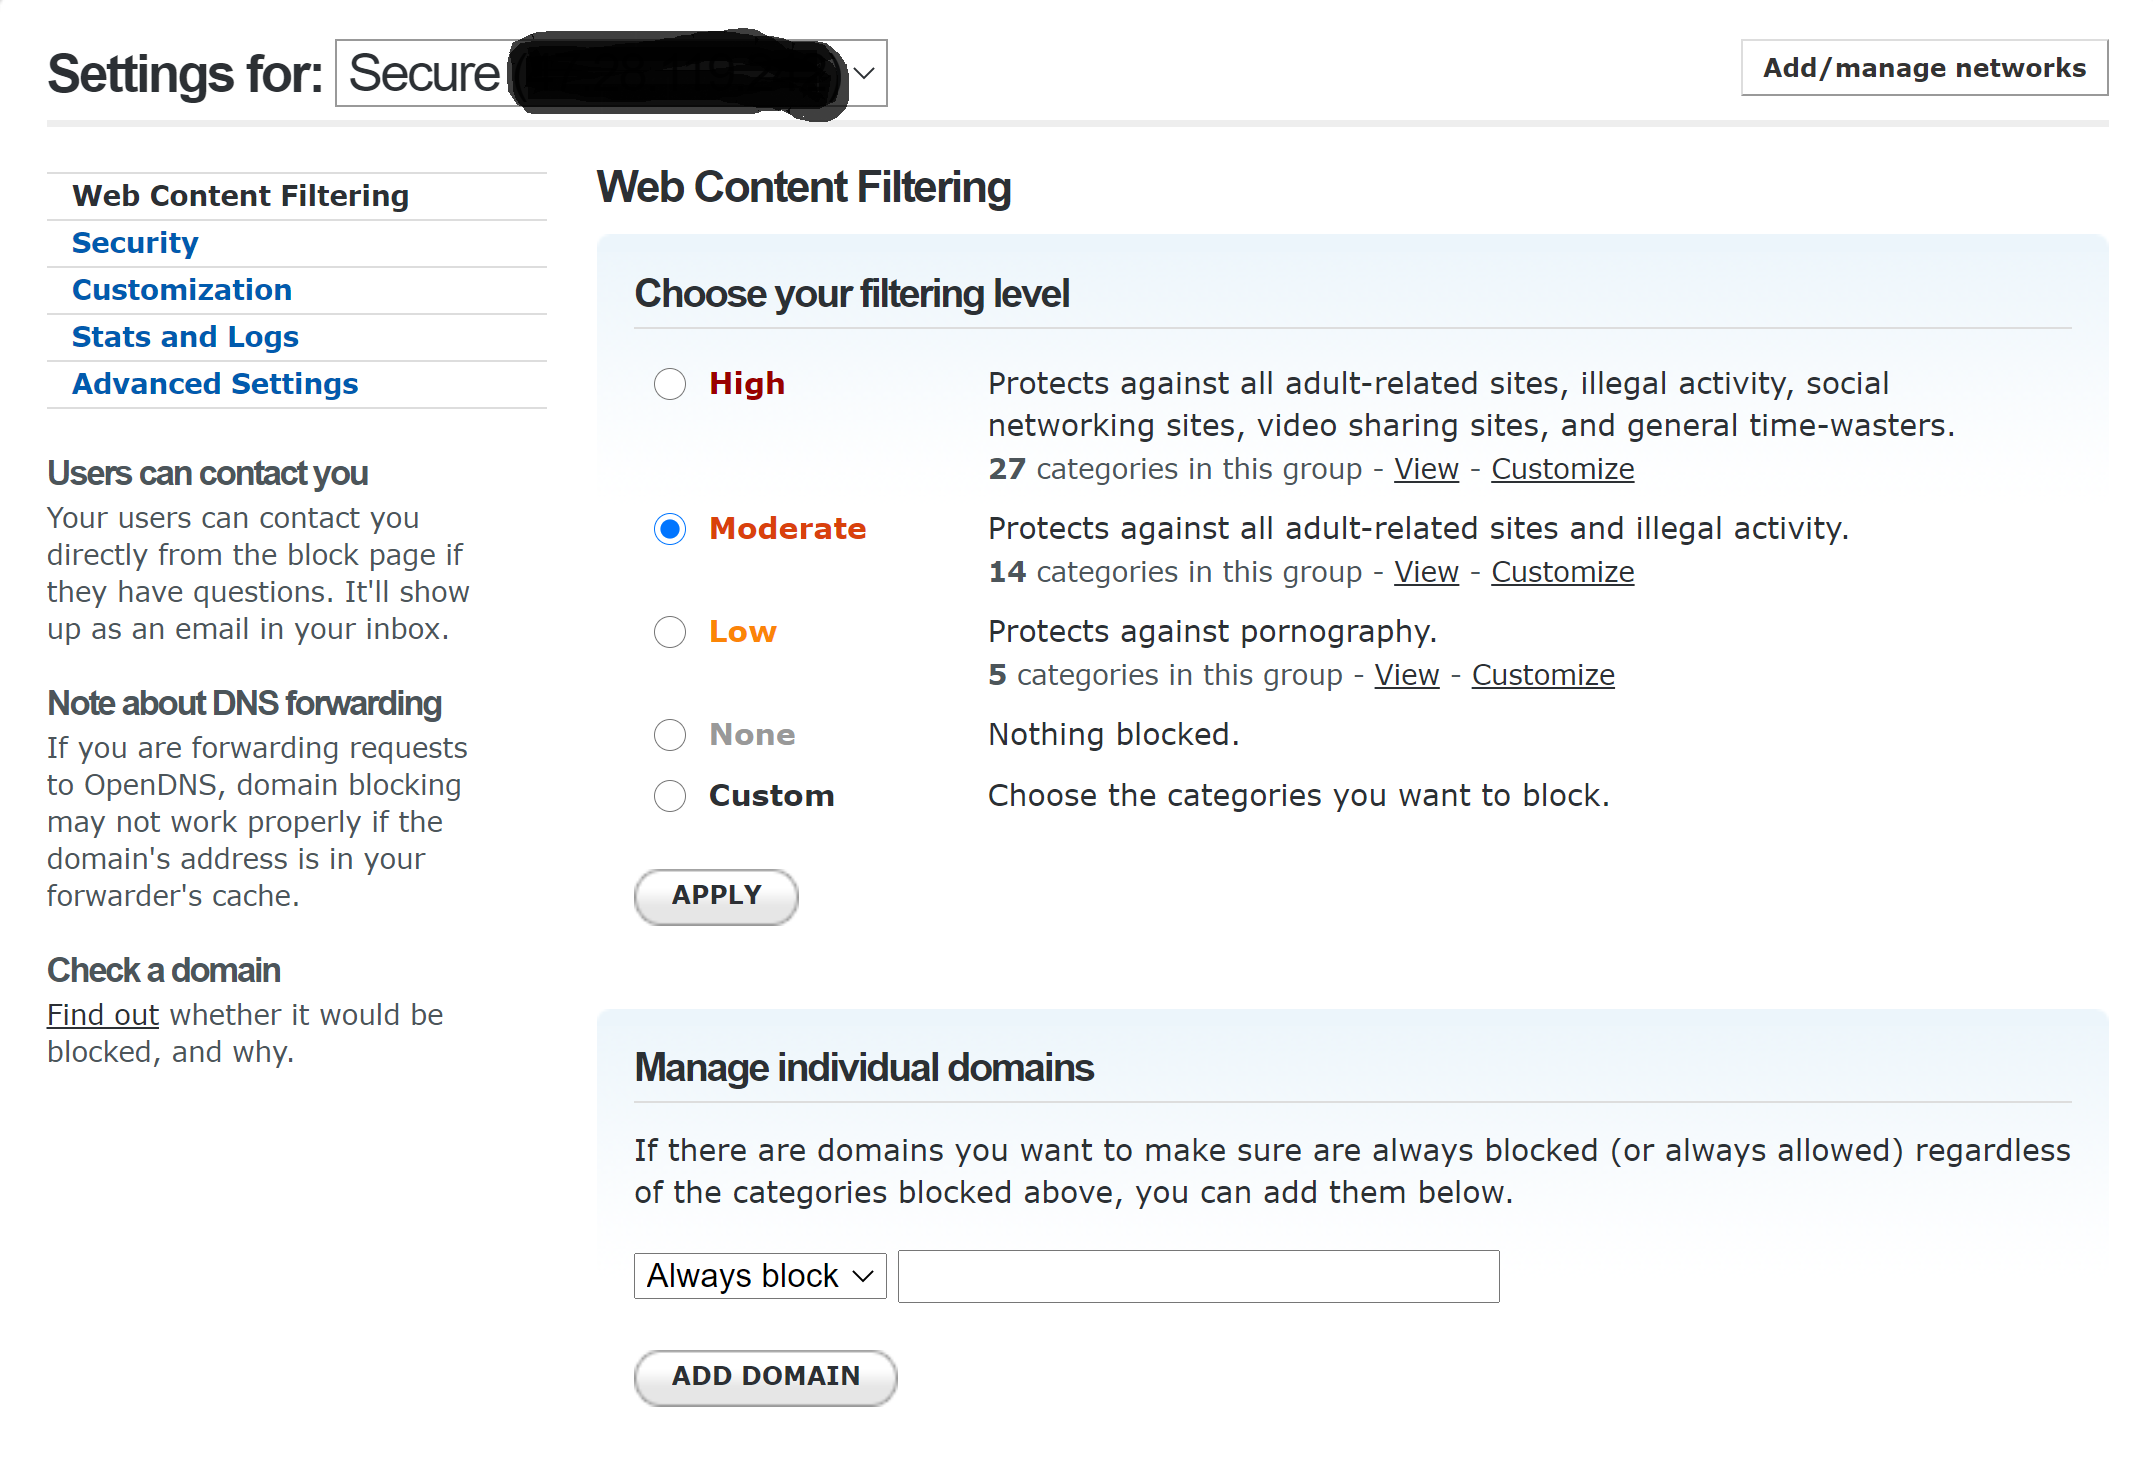 Settings for: Secure
Add/manage networks
Web Content Filtering
Security
Customization
Stats and Logs
Advanced Settings
Users can contact you
Your users can contact you
directly from the block page if
they have questions. It'll show
up as an email in your inbox.
Note about DNS forwarding
If you are forwarding requests
to OpenDNS, domain blocking
may not work properly if the
domain's address is in your
forwarder's cache.
Check a domain
Find out whether it would be
blocked, and why.
Web Content Filtering
Choose your filtering level
High Protects against all adult-related sites, illegal activity, social
networking sites, video sharing sites, and general time-wasters.
27 categories in this group - View - Customize
Moderate Protects against all adult-related sites and illegal activity.
14 categories in this group - View - Customize
Low Protects against pornography.
5 categories in this group - View - Customize
None Nothing blocked.
Custom Choose the categories you want to block.
APPLY
Manage individual domains
If there are domains you want to make sure are always blocked (or always allowed) regardless
of the categories blocked above, you can add them below.
Always block
ADD DOMAIN